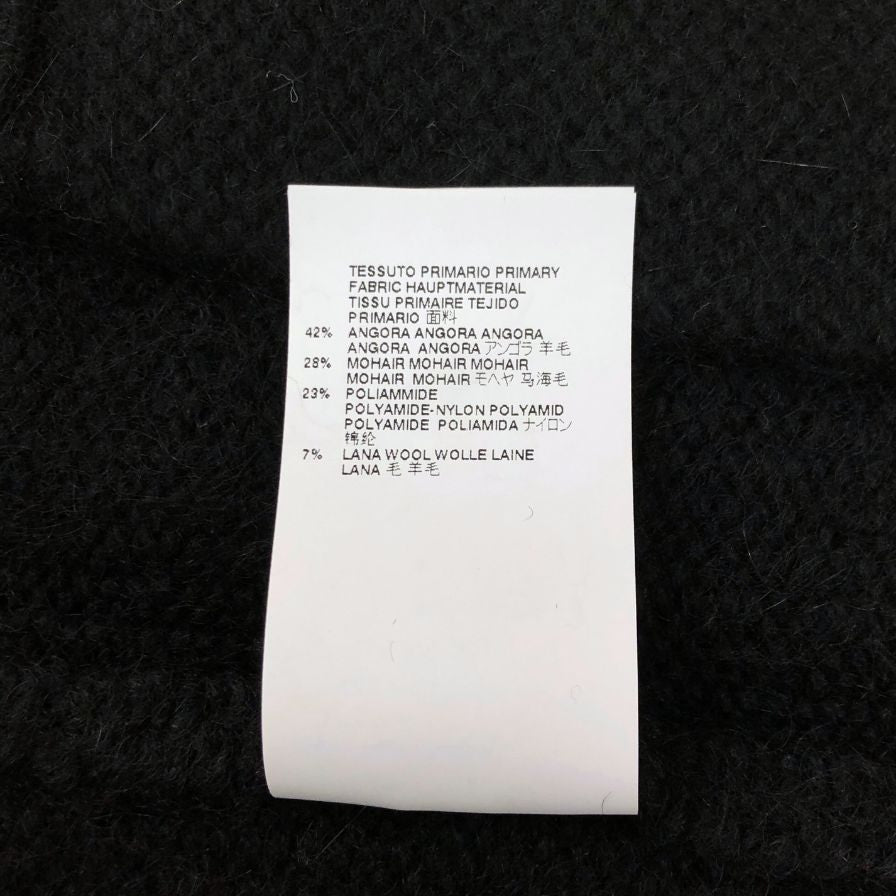 TESSUTO PRIMARIO PRIMARY
FABRIC HAUPTMATERIAL
TISSU PRIMAIRE TEJIDO
PRIMARIO 面料
42% ANGORA ANGORA ANGORA
ANGORA ANGORA アンゴラ 羊毛
28% MOHAIR MOHAIR MOHAIR
MOHAIR MOHAIR モヘヤ 马海毛
23% POLIAMMIDE
POLYAMIDE-NYLON POLYAMID
POLYAMIDE POLIAMIDA ナイロン
锦纶
7% LANA WOOL WOLLE LAINE
LANA 毛 羊毛